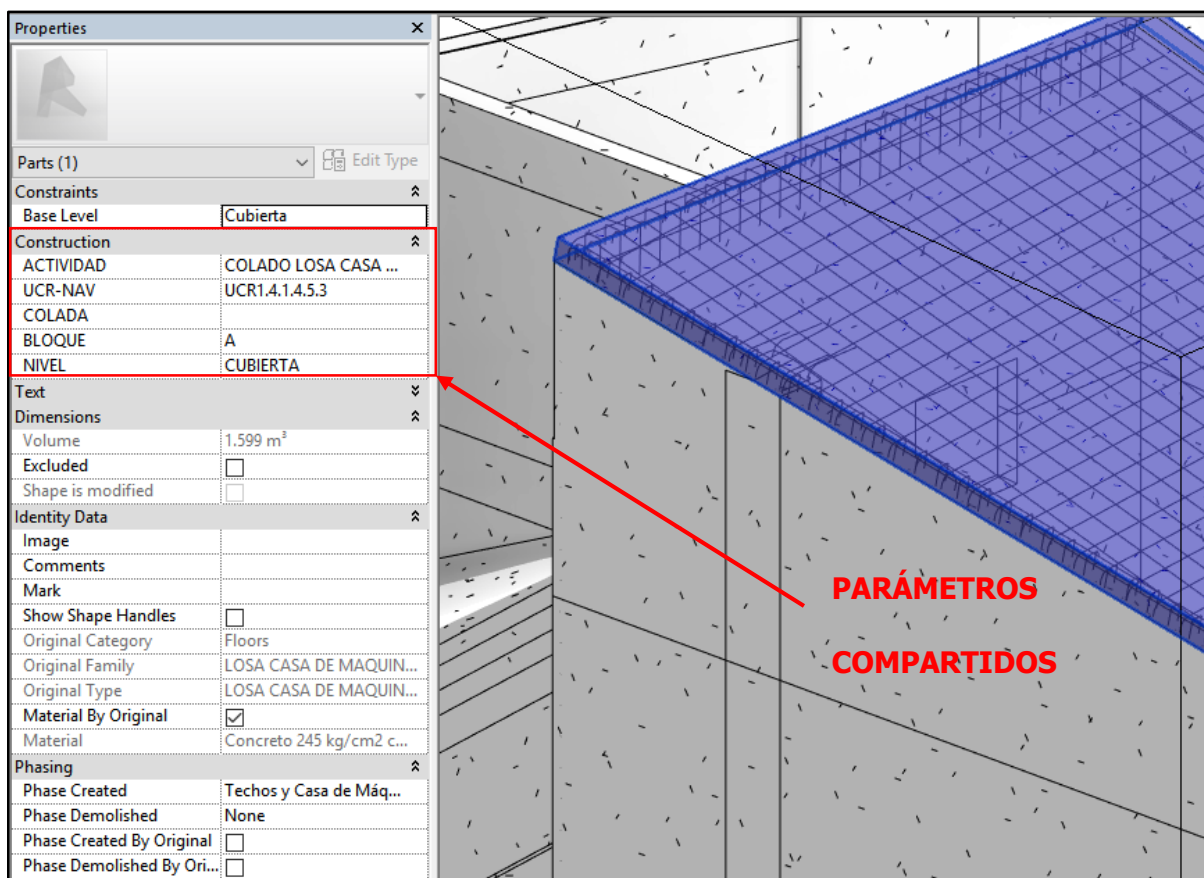 Properties
Parts (1)
Edit Type
Constraints
Base Level Cubierta
Construction
ACTIVIDAD COLADO LOSA CASA ...
UCR-NAV UCR1.4.1.4.5.3
COLADA
BLOQUE A
NIVEL CUBIERTA
Text
Dimensions
Volume 1.599 m³
Excluded
Shape is modified
Identity Data
Image
Comments
Mark
Show Shape Handles
Original Category Floors
Original Family LOSA CASA DE MAQUIN...
Original Type LOSA CASA DE MAQUIN...
Material By Original
Material Concreto 245 kg/cm2 c...
Phasing
Phase Created Techos y Casa de Máq...
Phase Demolished None
Phase Created By Original
Phase Demolished By Ori...
PARÁMETROS
COMPARTIDOS